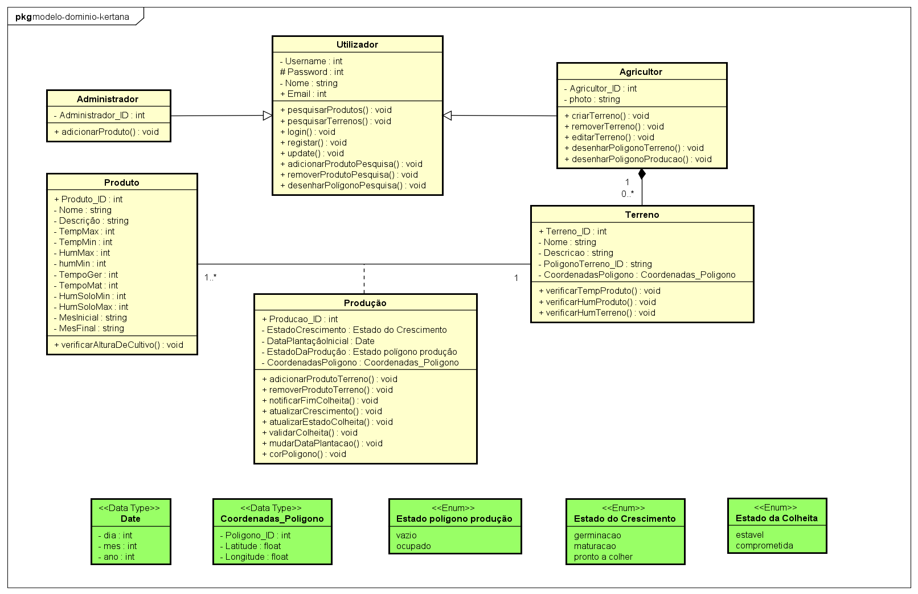 pkg modelo-dominio-kertana
Utilizador
- Username : int
# Password : int
- Nome : string
+ Email : int
+ pesquisarProdutos() : void
+ pesquisarTerrenos() : void
+ login() : void
+ registar() : void
+ update() : void
+ adicionarProdutoPesquisa() : void
+ removerProdutoPesquisa() : void
+ desenharPolígonoPesquisa() : void
Administrador
- Administrador_ID : int
+ adicionarProduto() : void
Agricultor
- Agricultor_ID : int
- photo : string
+ criarTerreno() : void
+ removerTerreno() : void
+ editarTerreno() : void
+ desenharPoligonoTerreno() : void
+ desenharPoligonoProducao() : void
1
0..*
Produto
+ Produto_ID : int
- Nome : string
- Descrição : string
- TempMax : int
- TempMin : int
- HumMax : int
- humMin : int
- TempoGer : int
- TempoMat : int
- HumSoloMin : int
- HumSoloMax : int
- MesInicial : string
- MesFinal : string
+ verificarAlturaDeCultivo() : void
1..*
1
Terreno
+ Terreno_ID : int
- Nome : string
- Descricao : string
- PoligonoTerreno_ID : string
- CoordenadasPoligono : Coordenadas_Poligono
+ verificarTempProduto() : void
+ verificarHumProduto() : void
+ verificarHumTerreno() : void
Produção
+ Producao_ID : int
- EstadoCrescimento : Estado do Crescimento
- DataPlantaçãoInicial : Date
- EstadoDaProdução : Estado polígono produção
- CoordenadasPoligono : Coordenadas_Poligono
+ adicionarProdutoTerreno() : void
+ removerProdutoTerreno() : void
+ notificarFimColheita() : void
+ atualizarCrescimento() : void
+ atualizarEstadoColheita() : void
+ validarColheita() : void
+ mudarDataPlantacao() : void
+ corPoligono() : void
<<Data Type>>
Date
- dia : int
- mes : int
- ano : int
<<Data Type>>
Coordenadas_Poligono
- Poligono_ID : int
- Latitude : float
- Longitude : float
<<Enum>>
Estado polígono produção
vazio
ocupado
<<Enum>>
Estado do Crescimento
germinacao
maturacao
pronto a colher
<<Enum>>
Estado da Colheita
estavel
comprometida